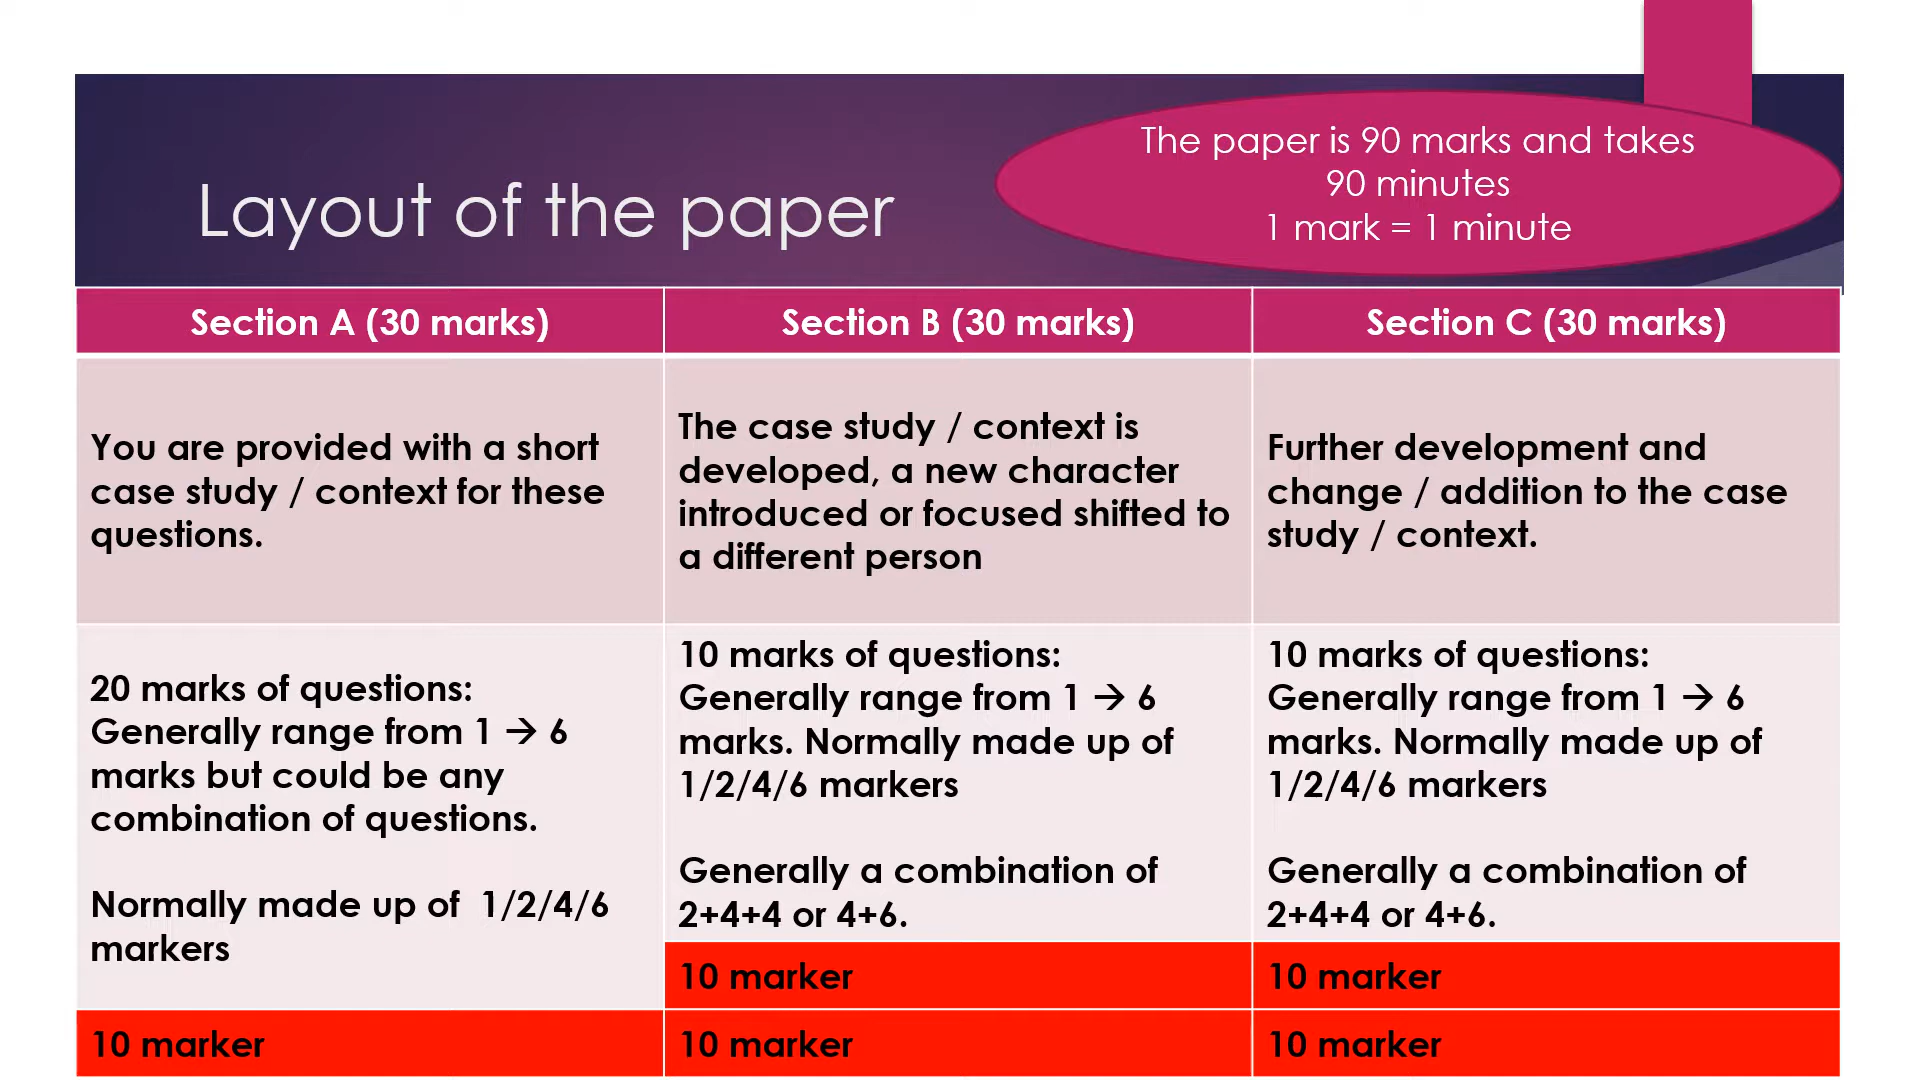 The paper is 90 marks and takes
90 minutes
1 mark = 1 minute
Layout of the paper
Section A (30 marks)
Section B (30 marks)
Section C (30 marks)
You are provided with a short
case study / context for these
questions.
The case study / context is
developed, a new character
introduced or focused shifted to
a different person
Further development and
change / addition to the case
study / context.
20 marks of questions:
Generally range from 1 → 6
marks but could be any
combination of questions.
Normally made up of 1/2/4/6
markers
10 marks of questions:
Generally range from 1 → 6
marks. Normally made up of
1/2/4/6 markers
Generally a combination of
2+4+4 or 4+6.
10 marks of questions:
Generally range from 1 → 6
marks. Normally made up of
1/2/4/6 markers
Generally a combination of
2+4+4 or 4+6.
10 marker
10 marker
10 marker
10 marker
10 marker